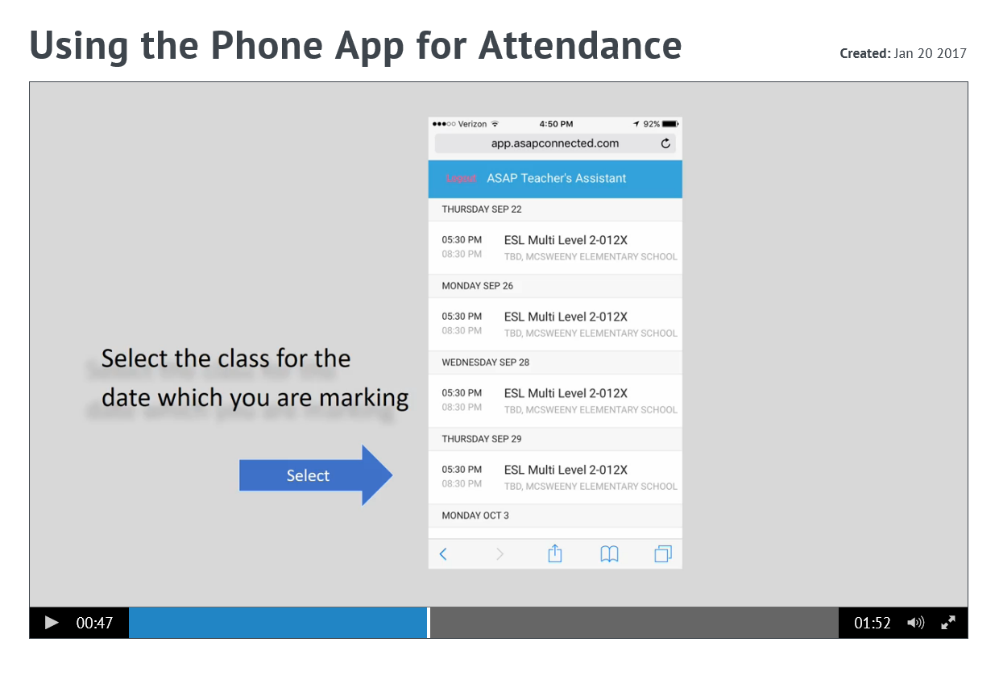 Using the Phone App for Attendance
Created: Jan 20 2017
Verizon 4:50 PM 92%
app.asapconnected.com
Logout ASAP Teacher's Assistant
THURSDAY SEP 22
05:30 PM ESL Multi Level 2-012X
08:30 PM TBD, MCSWEENY ELEMENTARY SCHOOL
MONDAY SEP 26
05:30 PM ESL Multi Level 2-012X
08:30 PM TBD, MCSWEENY ELEMENTARY SCHOOL
WEDNESDAY SEP 28
05:30 PM ESL Multi Level 2-012X
08:30 PM TBD, MCSWEENY ELEMENTARY SCHOOL
THURSDAY SEP 29
05:30 PM ESL Multi Level 2-012X
08:30 PM TBD, MCSWEENY ELEMENTARY SCHOOL
MONDAY OCT 3
Select the class for the
date which you are marking
Select
00:47 01:52